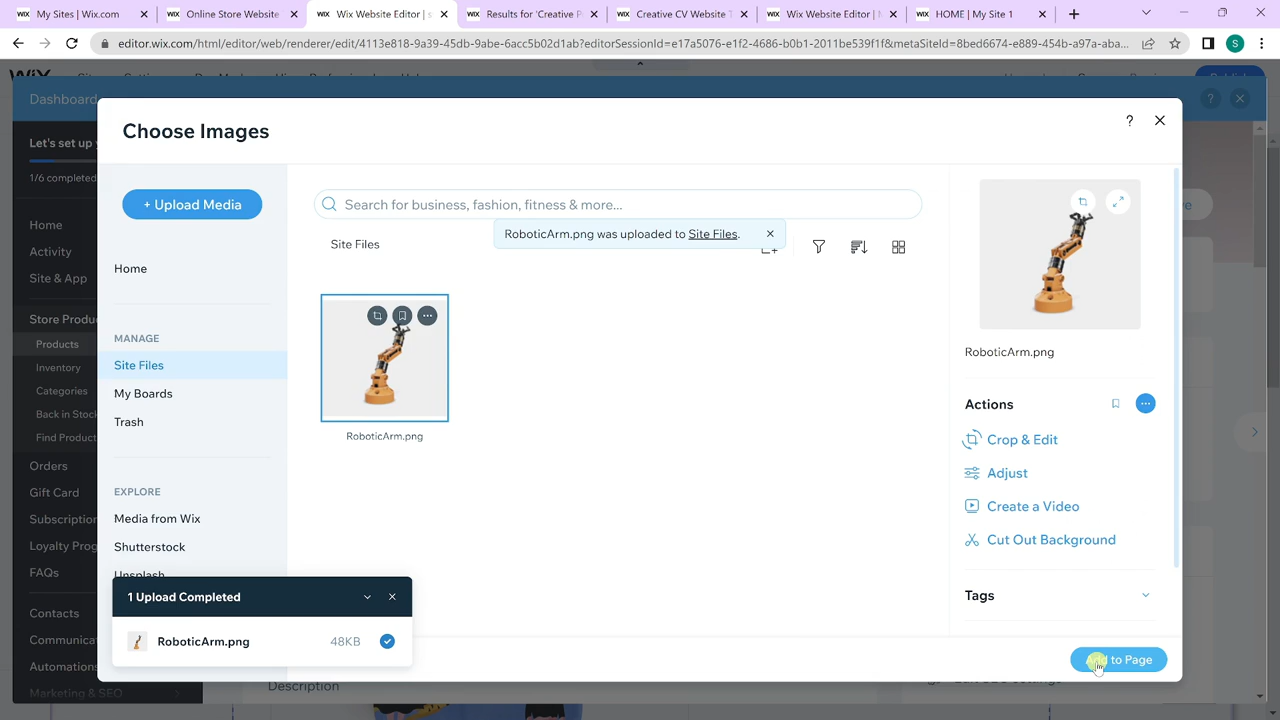 My Sites | Wix.com
Online Store Website
Wix Website Editor | s
Results for 'Creative P
Creative CV Website T
Wix Website Editor | N
HOME | My Site 1
editor.wix.com/html/editor/web/renderer/edit/4113e818-9a39-45db-9abe-6acc5b02d1ab?editorSessionId=e17a5076-e1f2-4686-b0b1-2011be539f1f&metaSiteId=8bed6674-e889-454b-a97a-aba...
S
Dashboard
Choose Images
?
?
Let's set up
1/6 completed
+ Upload Media
Search for business, fashion, fitness & more...
RoboticArm.png was uploaded to Site Files.
Site Files
Home
Activity
Site & App
Store Produ
Products
Inventory
Categories
Back in Stock
Find Product
Orders
Gift Card
Subscription
Loyalty Prog
FAQs
Contacts
Communica
Automations
Marketing & SEO
Home
MANAGE
Site Files
My Boards
Trash
EXPLORE
Media from Wix
Shutterstock
Unsplash
1 Upload Completed
RoboticArm.png
48KB
RoboticArm.png
RoboticArm.png
Actions
Crop & Edit
Adjust
Create a Video
Cut Out Background
Tags
Add to Page
Description